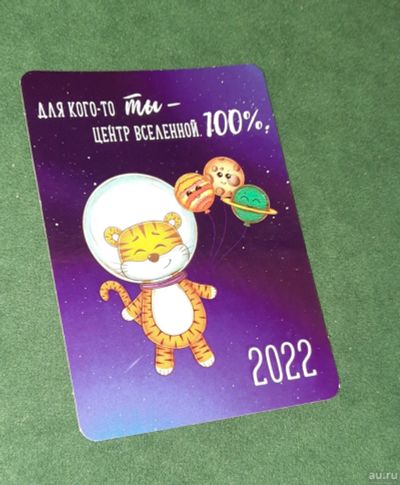 ДЛЯ КОГО-ТО ты –
ЦЕНТР ВСЕЛЕННОЙ. 100%.
2022
au.ru